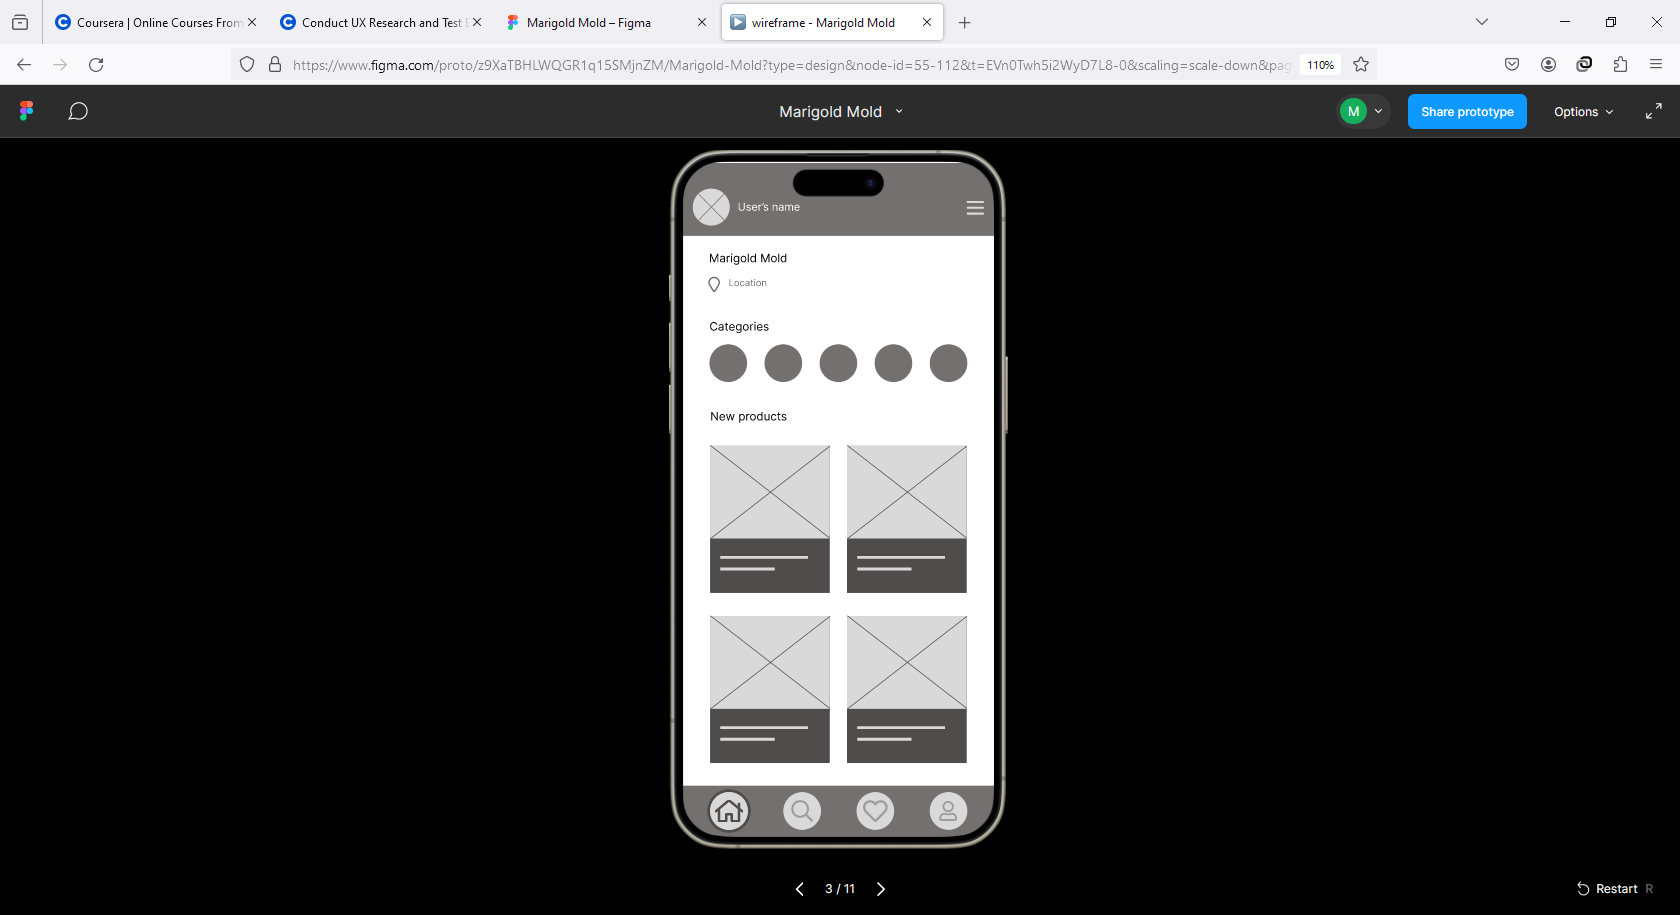 Coursera | Online Courses From
Conduct UX Research and Test
Marigold Mold – Figma
wireframe - Marigold Mold
https://www.figma.com/proto/z9XaTBHLWQGR1q15SMjnZM/Marigold-Mold?type=design&node-id=55-112&t=EVn0Twh5i2WyD7L8-0&scaling=scale-down&pag
110%
Marigold Mold
M
Share prototype
Options
User's name
Marigold Mold
Location
Categories
New products
3 / 11
Restart R